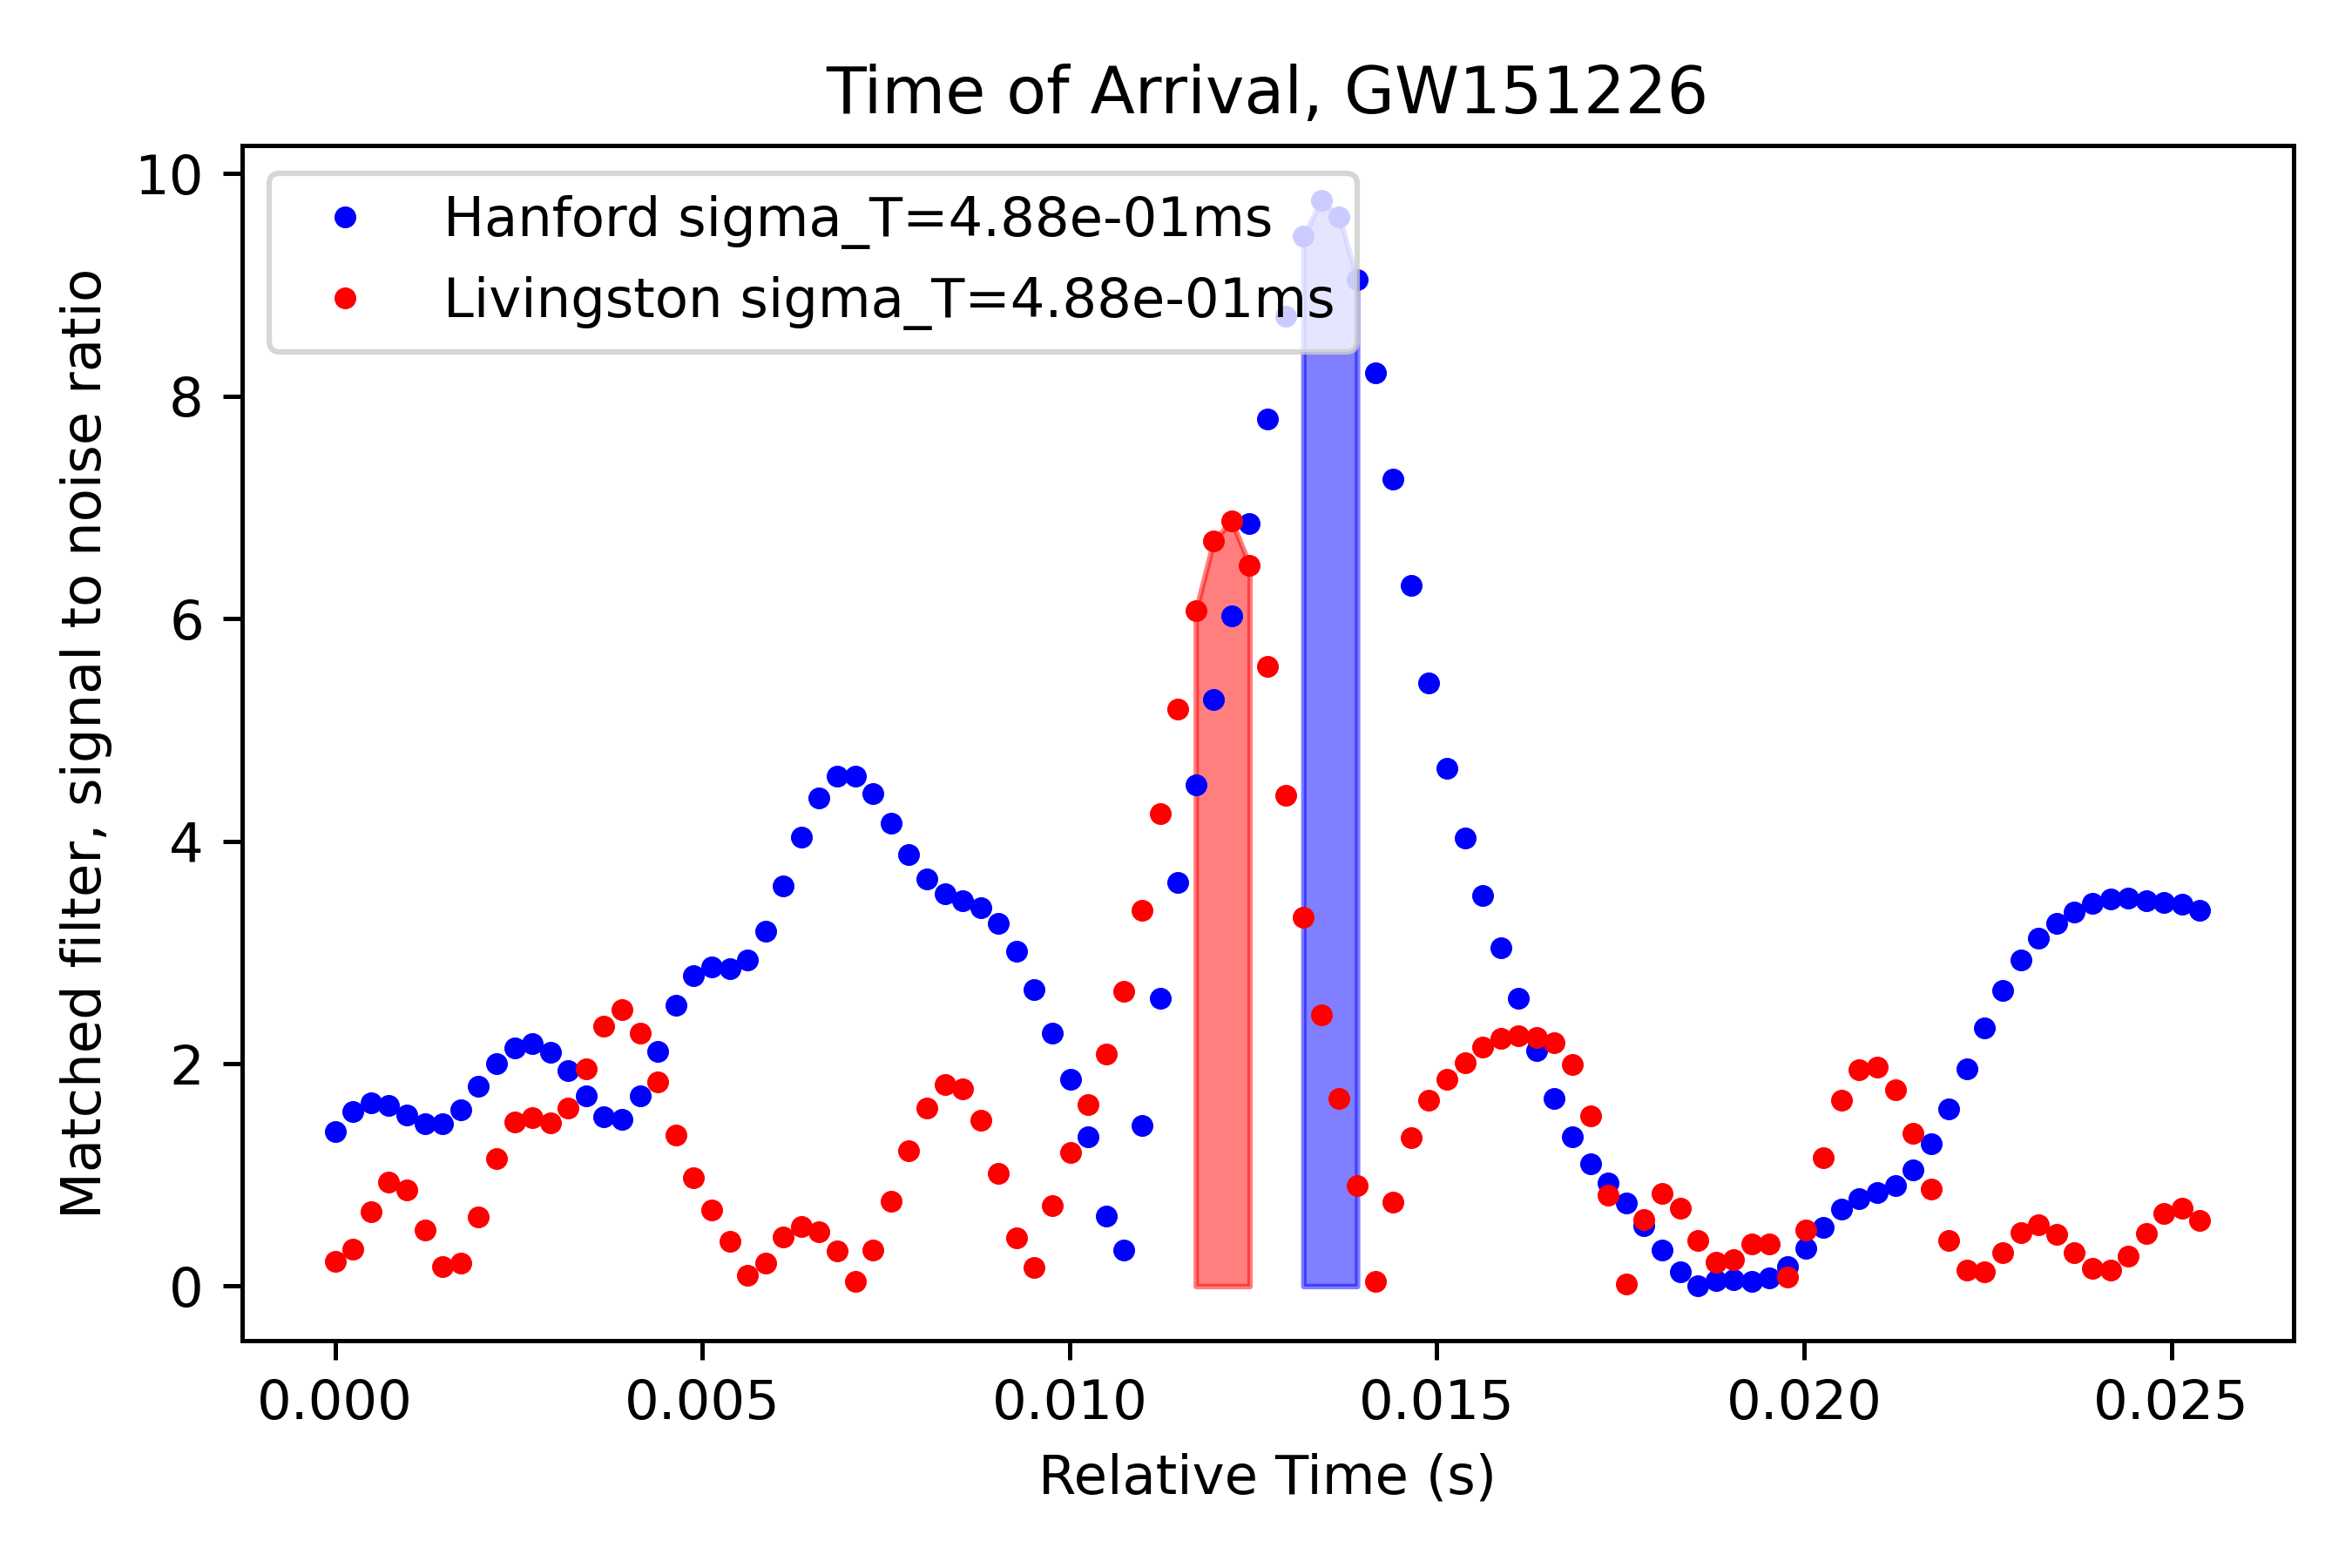 Time of Arrival, GW151226
10
8
6
4
2
0
Matched filter, signal to noise ratio
Hanford sigma_T=4.88e-01ms
Livingston sigma_T=4.88e-01ms
0.000 0.005 0.010 0.015 0.020 0.025
Relative Time (s)